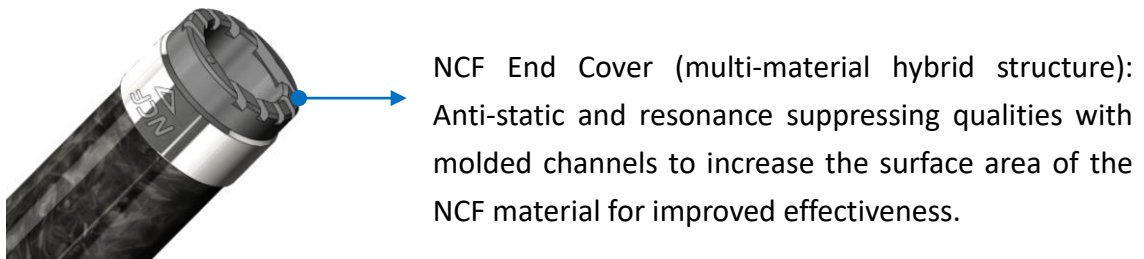 NCF End Cover (multi-material hybrid structure):
Anti-static and resonance suppressing qualities with
molded channels to increase the surface area of the
NCF material for improved effectiveness.
NCF